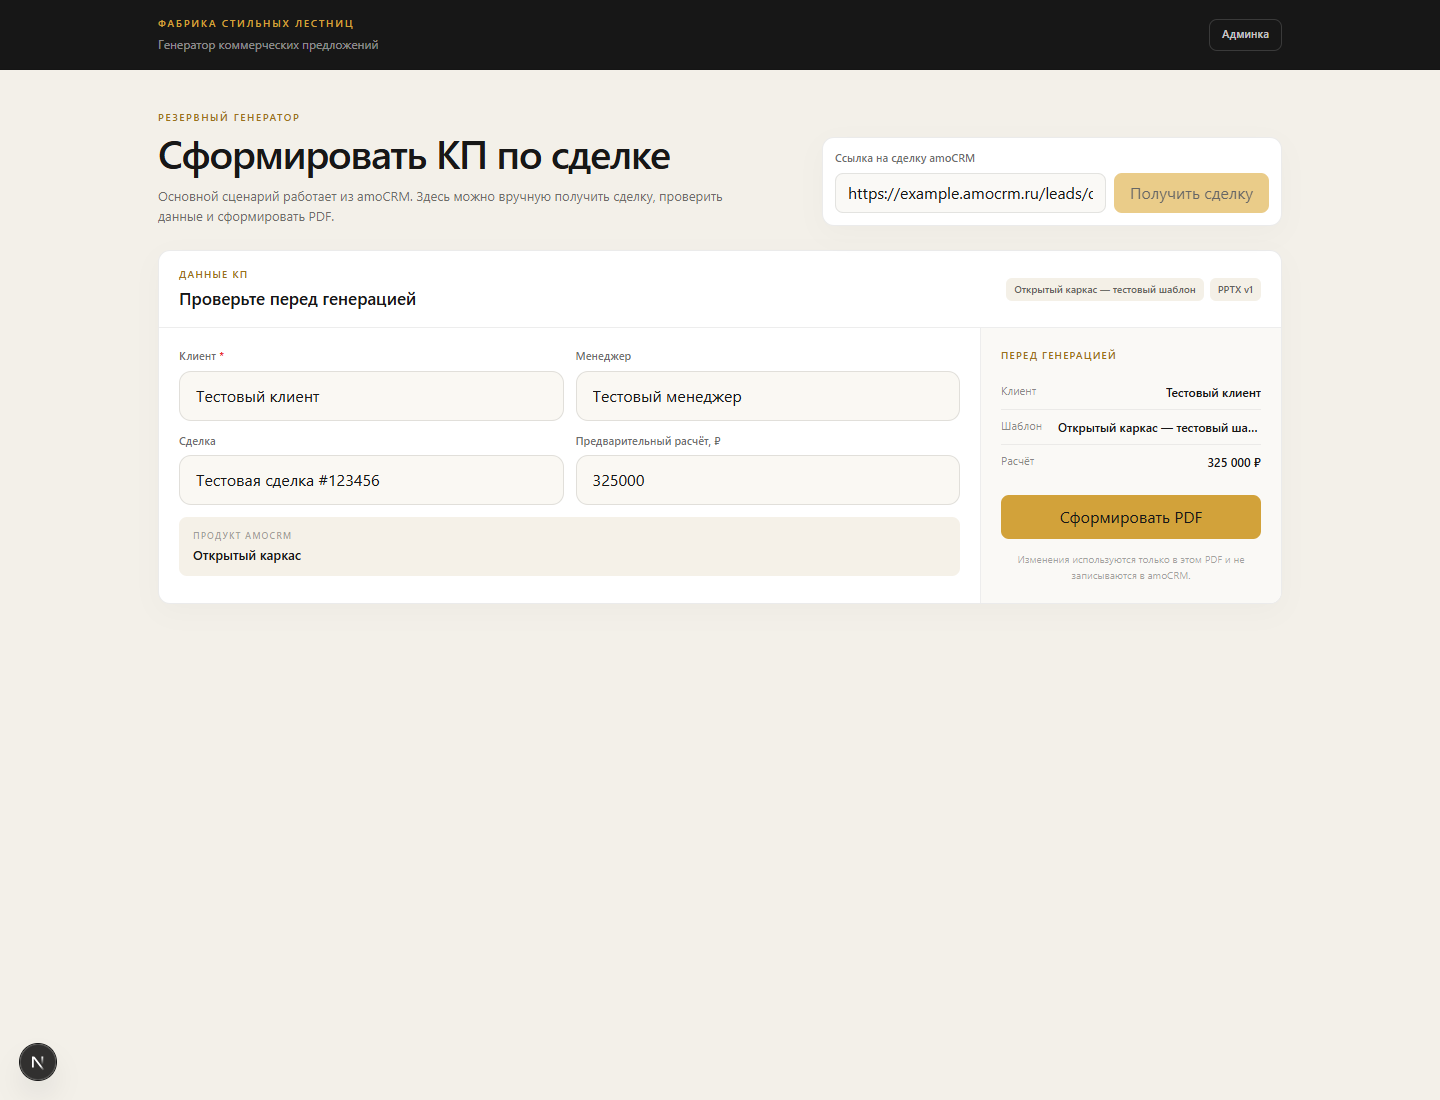 ФАБРИКА СТИЛЬНЫХ ЛЕСТНИЦ
Генератор коммерческих предложений
Админка
РЕЗЕРВНЫЙ ГЕНЕРАТОР
Сформировать КП по сделке
Основной сценарий работает из amoCRM. Здесь можно вручную получить сделку, проверить
данные и сформировать PDF.
Ссылка на сделку amoCRM
https://example.amocrm.ru/leads/c
Получить сделку
ДАННЫЕ КП
Проверьте перед генерацией
Открытый каркас — тестовый шаблон
PPTX v1
Клиент *
Менеджер
Тестовый клиент
Тестовый менеджер
Сделка
Предварительный расчёт, ₽
Тестовая сделка #123456
325000
ПРОДУКТ AMOCRM
Открытый каркас
ПЕРЕД ГЕНЕРАЦИЕЙ
Клиент
Тестовый клиент
Шаблон
Открытый каркас — тестовый ша...
Расчёт
325 000 ₽
Сформировать PDF
Изменения используются только в этом PDF и не
записываются в amoCRM.
N